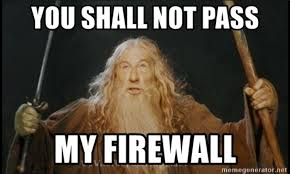 YOU SHALL NOT PASS
MY FIREWALL
memegenerator.net